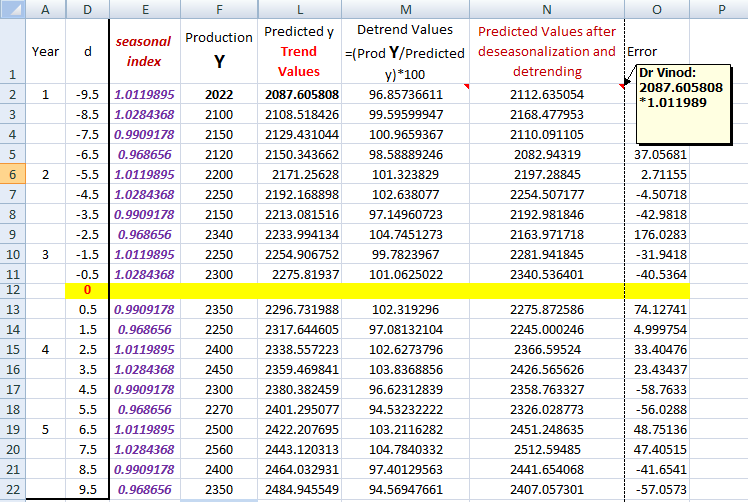 A D E F L M N O P
1 Year d seasonal index Production Y Predicted y Trend Values Detrend Values =(Prod Y/Predicted y)*100 Predicted Values after deseasonalization and detrending Error
Dr Vinod:
2087.605808
*1.011989
2 1 -9.5 1.0119895 2022 2087.605808 96.85736611 2112.635054
3 -8.5 1.0284368 2100 2108.518426 99.59599947 2168.477953
4 -7.5 0.9909178 2150 2129.431044 100.9659367 2110.091105
5 -6.5 0.968656 2120 2150.343662 98.58889246 2082.94319 37.05681
6 2 -5.5 1.0119895 2200 2171.25628 101.323829 2197.28845 2.71155
7 -4.5 1.0284368 2250 2192.168898 102.638077 2254.507177 -4.50718
8 -3.5 0.9909178 2150 2213.081516 97.14960723 2192.981846 -42.9818
9 -2.5 0.968656 2340 2233.994134 104.7451273 2163.971718 176.0283
10 3 -1.5 1.0119895 2250 2254.906752 99.7823967 2281.941845 -31.9418
11 -0.5 1.0284368 2300 2275.81937 101.0625022 2340.536401 -40.5364
12 0
13 0.5 0.9909178 2350 2296.731988 102.319296 2275.872586 74.12741
14 1.5 0.968656 2250 2317.644605 97.08132104 2245.000246 4.999754
15 4 2.5 1.0119895 2400 2338.557223 102.6273796 2366.59524 33.40476
16 3.5 1.0284368 2450 2359.469841 103.8368856 2426.565626 23.43437
17 4.5 0.9909178 2300 2380.382459 96.62312839 2358.763327 -58.7633
18 5.5 0.968656 2270 2401.295077 94.53232222 2326.028773 -56.0288
19 5 6.5 1.0119895 2500 2422.207695 103.2116282 2451.248635 48.75136
20 7.5 1.0284368 2560 2443.120313 104.7840332 2512.59485 47.40515
21 8.5 0.9909178 2400 2464.032931 97.40129563 2441.654068 -41.6541
22 9.5 0.968656 2350 2484.945549 94.56947661 2407.057301 -57.0573